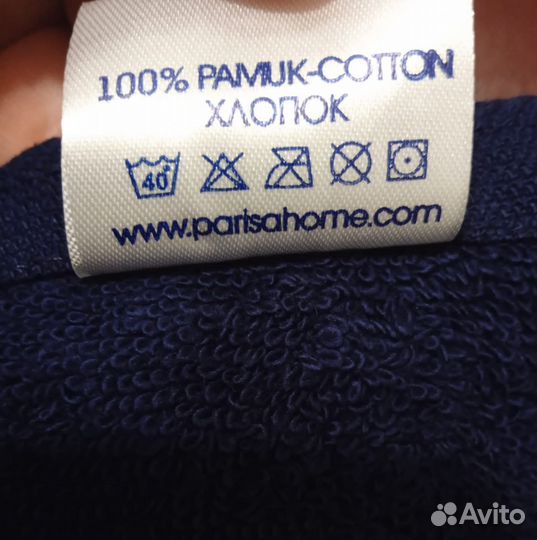 100% PAMUK-COTTON
ХЛОПОК
40°
www.parisahome.com
Avito